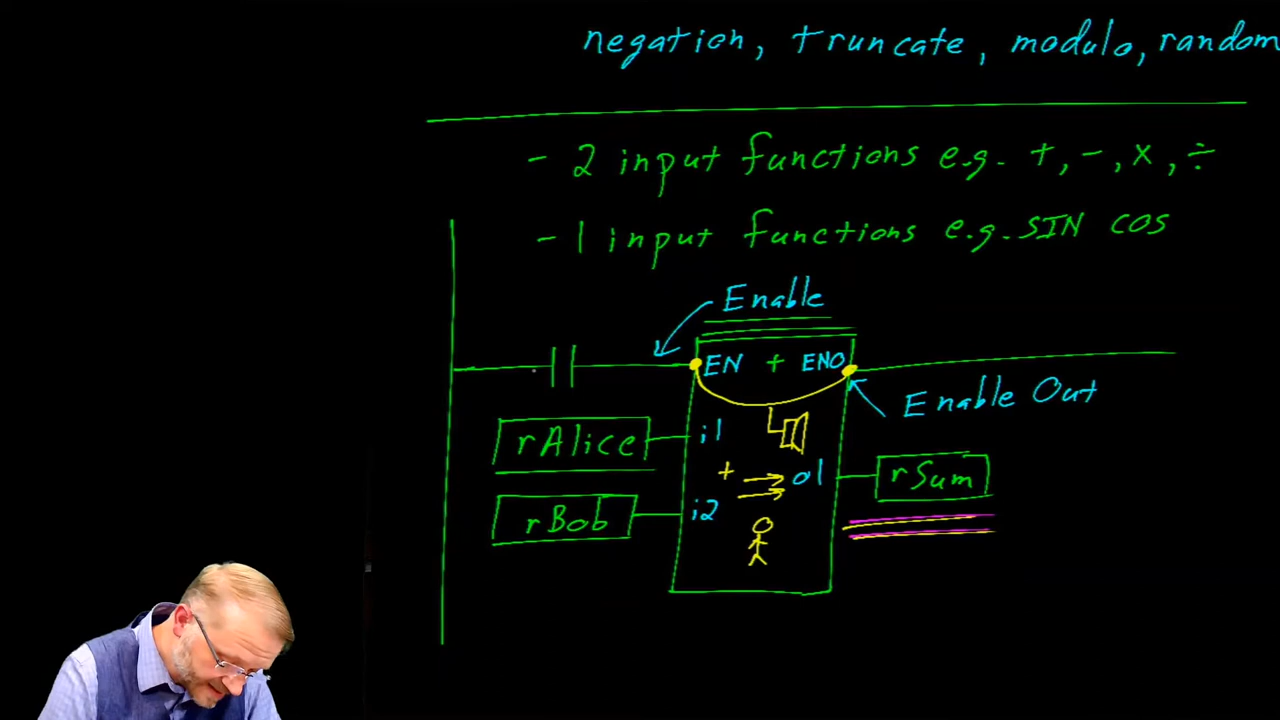 negation, truncate, modulo, random
- 2 input functions e.g. +, -, x, ÷
- 1 input functions e.g. SIN COS
Enable
EN + ENO
Enable Out
rAlice
i1
+
o1
rSum
rBob
i2